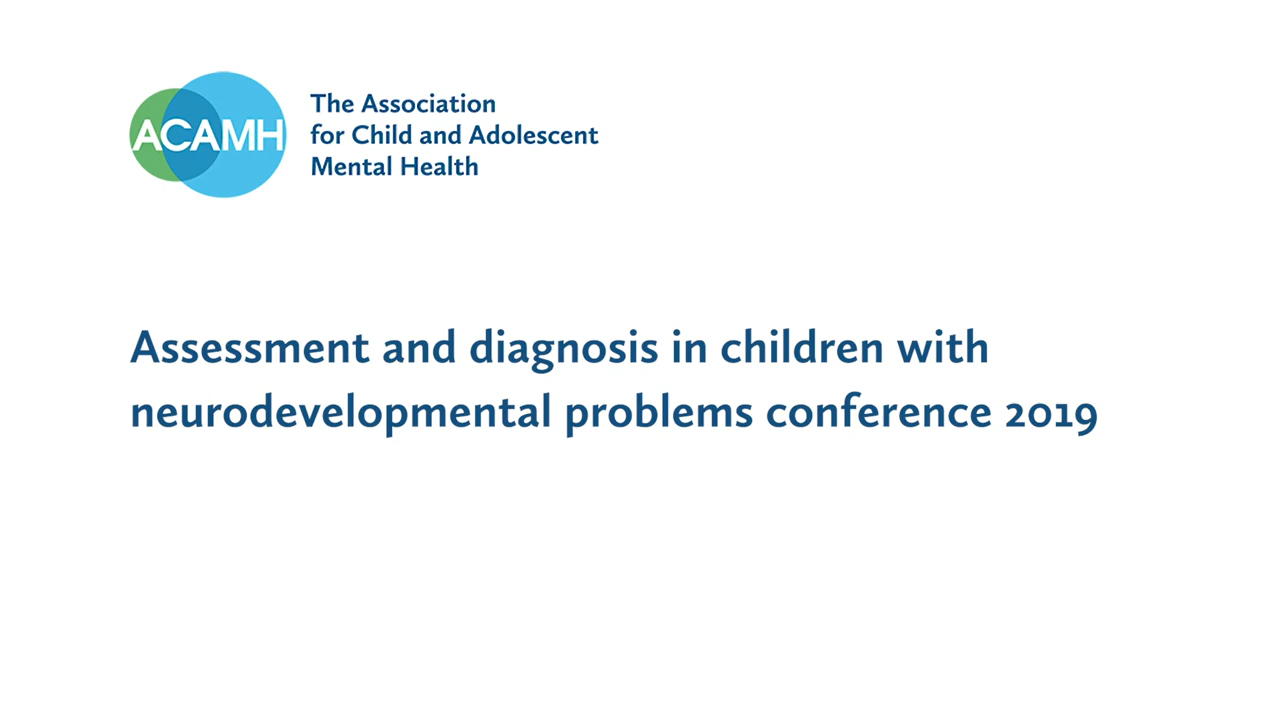 ACAMH
The Association
for Child and Adolescent
Mental Health
Assessment and diagnosis in children with
neurodevelopmental problems conference 2019